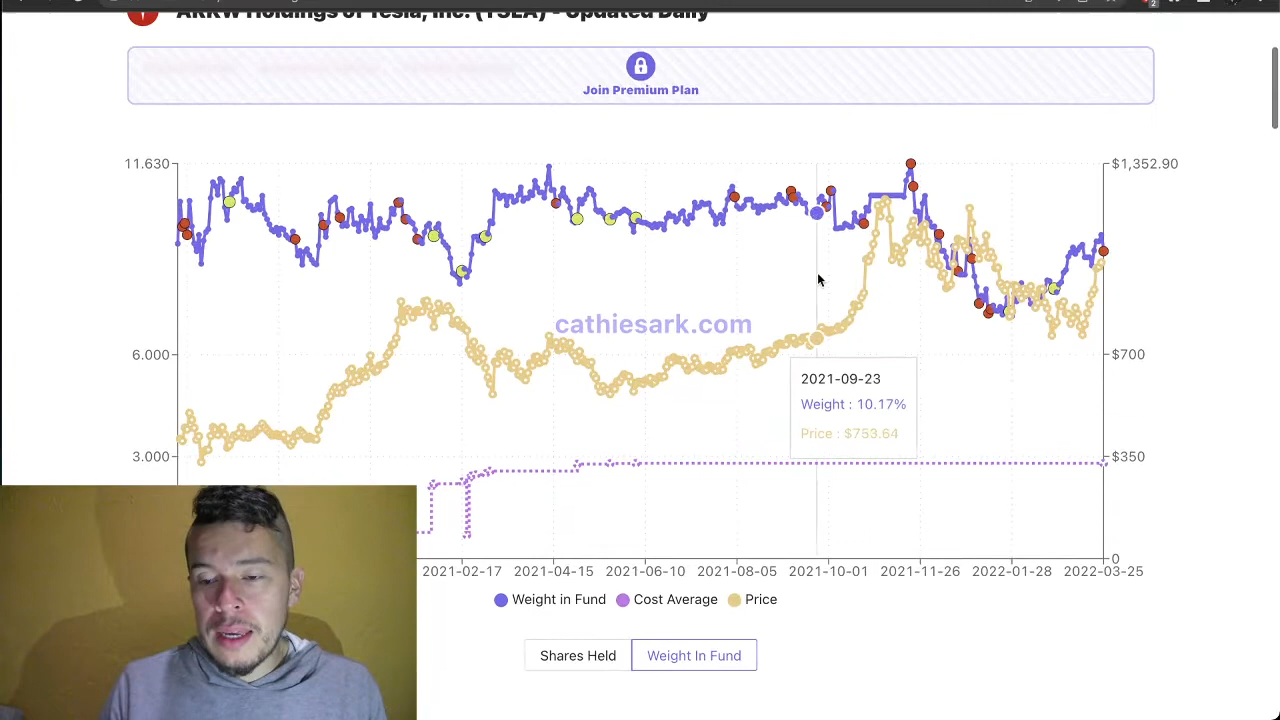 ARKW Holdings of Tesla, Inc. (TSLA) - Updated Daily
Join Premium Plan
11.630
$1,352.90
cathiesark.com
6.000
$700
2021-09-23
Weight : 10.17%
Price : $753.64
3.000
$350
0
2021-02-17 2021-04-15 2021-06-10 2021-08-05 2021-10-01 2021-11-26 2022-01-28 2022-03-25
Weight in Fund Cost Average Price
Shares Held Weight In Fund